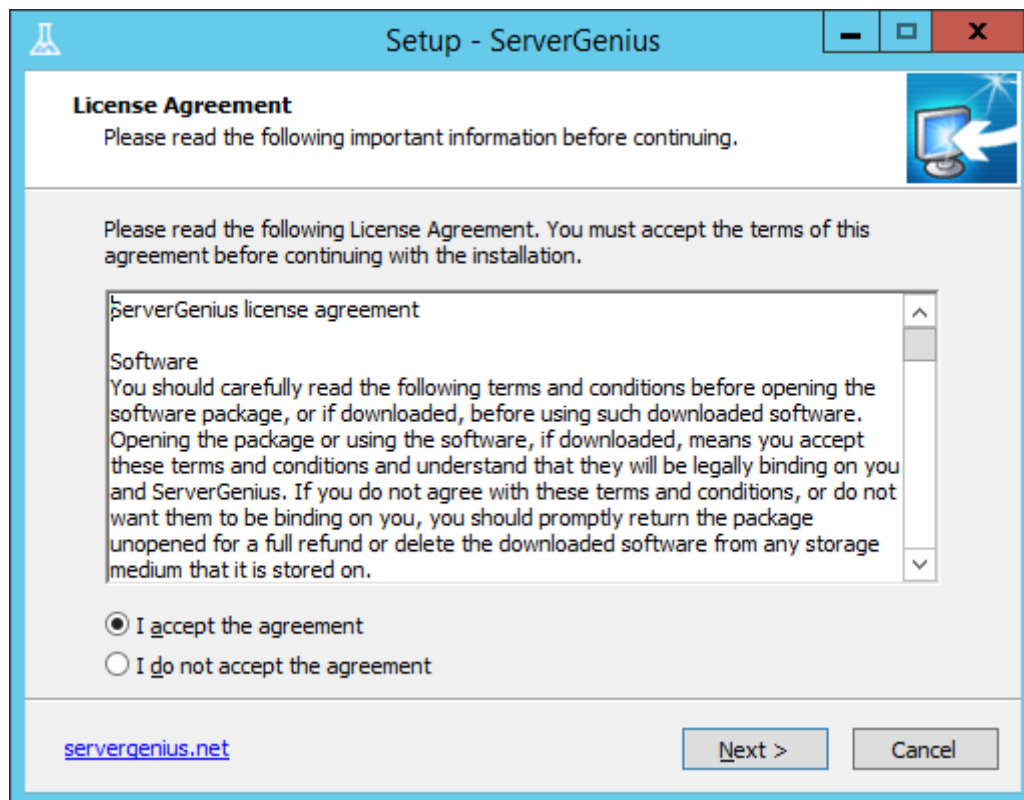 Setup - ServerGenius
License Agreement
Please read the following important information before continuing.
Please read the following License Agreement. You must accept the terms of this
agreement before continuing with the installation.
ServerGenius license agreement
Software
You should carefully read the following terms and conditions before opening the
software package, or if downloaded, before using such downloaded software.
Opening the package or using the software, if downloaded, means you accept
these terms and conditions and understand that they will be legally binding on you
and ServerGenius. If you do not agree with these terms and conditions, or do not
want them to be binding on you, you should promptly return the package
unopened for a full refund or delete the downloaded software from any storage
medium that it is stored on.
I accept the agreement
I do not accept the agreement
servergenius.net
Next >
Cancel